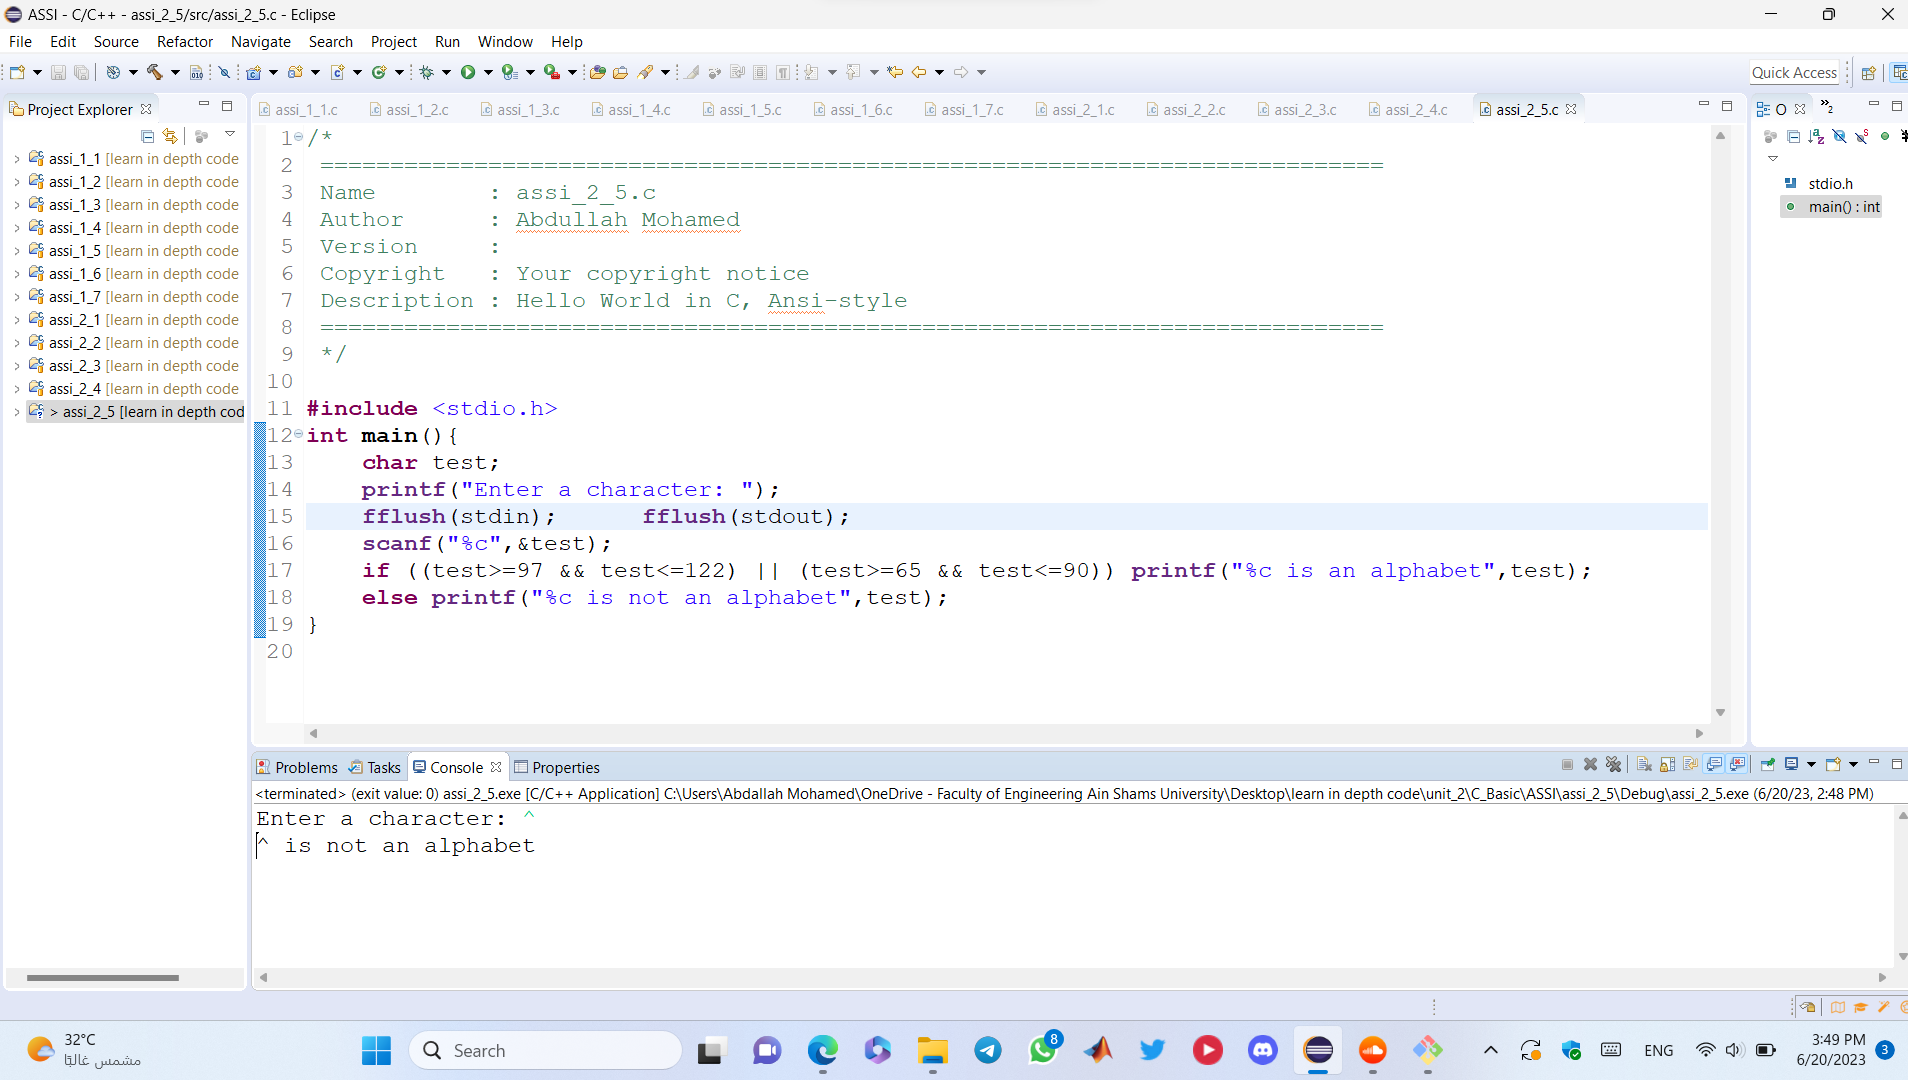 ASSI - C/C++ - assi_2_5/src/assi_2_5.c - Eclipse
File Edit Source Refactor Navigate Search Project Run Window Help
Quick Access
Project Explorer
assi_1_1 [learn in depth code
assi_1_2 [learn in depth code
assi_1_3 [learn in depth code
assi_1_4 [learn in depth code
assi_1_5 [learn in depth code
assi_1_6 [learn in depth code
assi_1_7 [learn in depth code
assi_2_1 [learn in depth code
assi_2_2 [learn in depth code
assi_2_3 [learn in depth code
assi_2_4 [learn in depth code
> assi_2_5 [learn in depth cod
assi_1_1.c assi_1_2.c assi_1_3.c assi_1_4.c assi_1_5.c assi_1_6.c assi_1_7.c assi_2_1.c assi_2_2.c assi_2_3.c assi_2_4.c assi_2_5.c
1 /*
2 ============================================================================
3 Name        : assi_2_5.c
4 Author      : Abdullah Mohamed
5 Version     :
6 Copyright   : Your copyright notice
7 Description : Hello World in C, Ansi-style
8 ============================================================================
9 */
10
11 #include <stdio.h>
12 int main(){
13     char test;
14     printf("Enter a character: ");
15     fflush(stdin);      fflush(stdout);
16     scanf("%c",&test);
17     if ((test>=97 && test<=122) || (test>=65 && test<=90)) printf("%c is an alphabet",test);
18     else printf("%c is not an alphabet",test);
19 }
20
O »2
stdio.h
main() : int
Problems Tasks Console Properties
<terminated> (exit value: 0) assi_2_5.exe [C/C++ Application] C:\Users\Abdallah Mohamed\OneDrive - Faculty of Engineering Ain Shams University\Desktop\learn in depth code\unit_2\C_Basic\ASSI\assi_2_5\Debug\assi_2_5.exe (6/20/23, 2:48 PM)
Enter a character: ^
^ is not an alphabet
32°C
مشمس غالبًا
Search
8
ENG
3:49 PM
6/20/2023
3